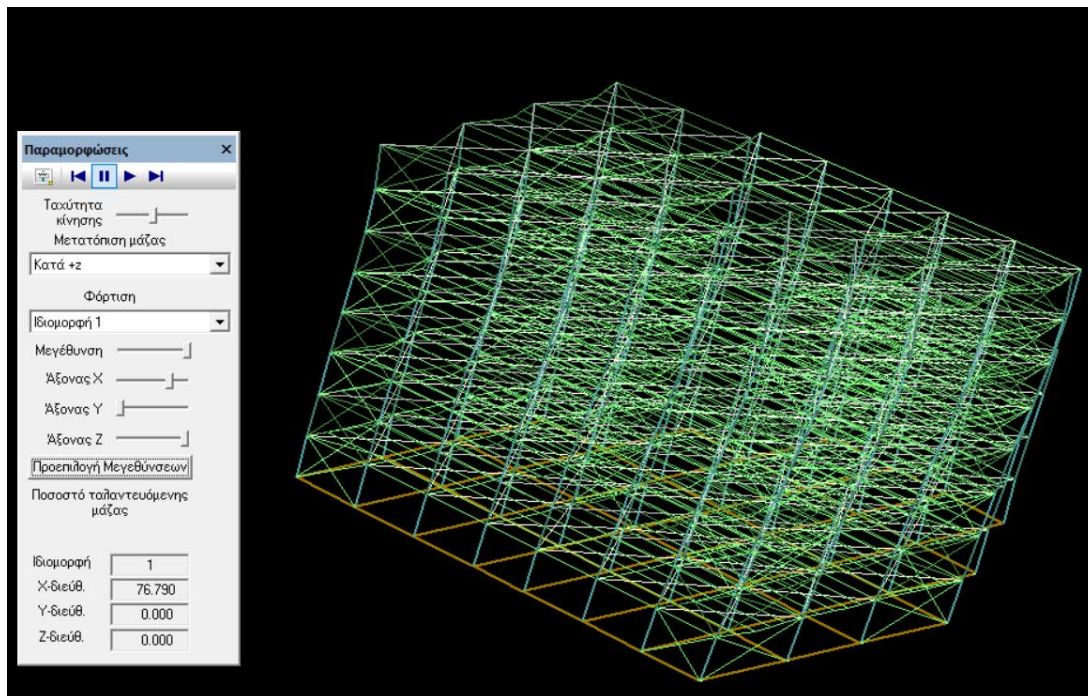 Παραμορφώσεις
Ταχύτητα
κίνησης
Μετατόπιση μάζας
Κατά +z
Φόρτιση
Ιδιομορφή 1
Μεγέθυνση
Άξονας X
Άξονας Y
Άξονας Z
Προεπιλογή Μεγεθύνσεων
Ποσοστό ταλαντευόμενης
μάζας
Ιδιομορφή 1
X-διεύθ. 76.790
Y-διεύθ. 0.000
Z-διεύθ. 0.000